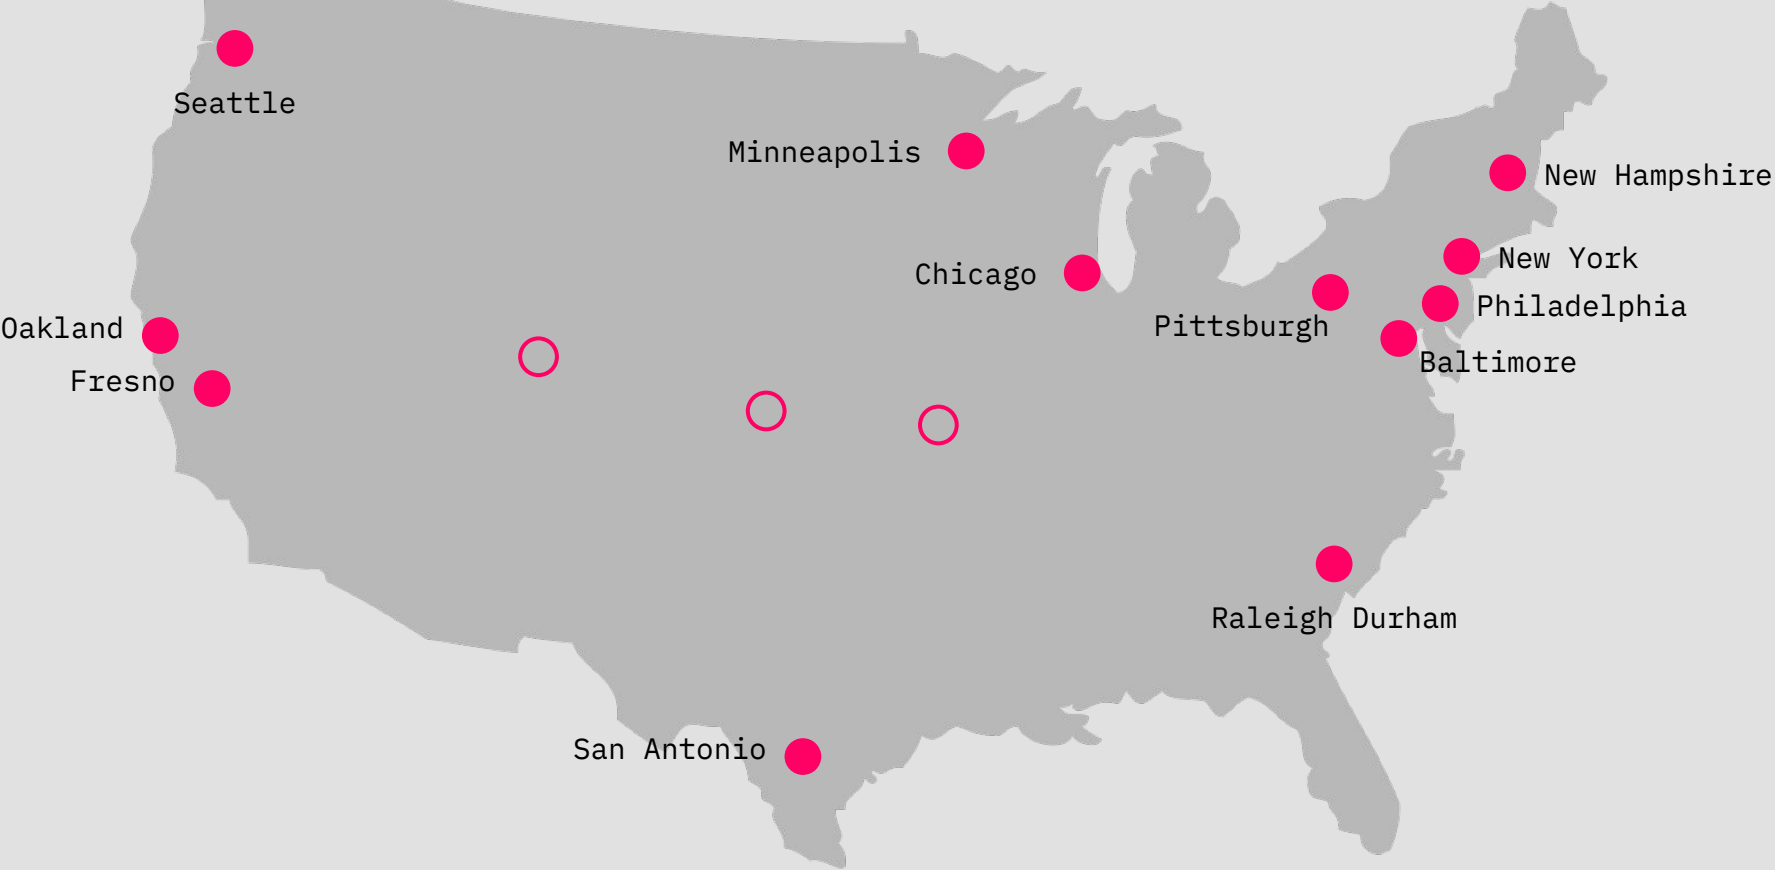 Seattle
Minneapolis
New Hampshire
New York
Chicago
Philadelphia
Pittsburgh
Oakland
Baltimore
Fresno
Raleigh Durham
San Antonio